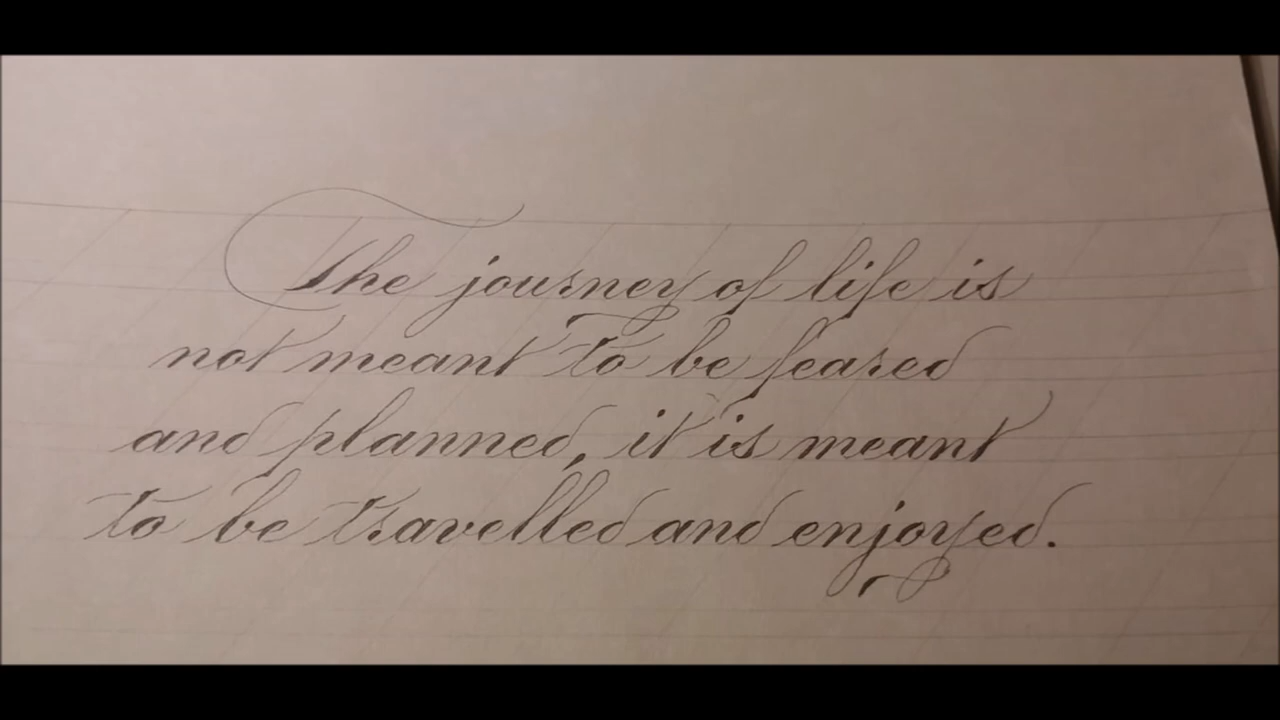 The journey of life is
not meant to be feared
and planned, it is meant
to be travelled and enjoyed.